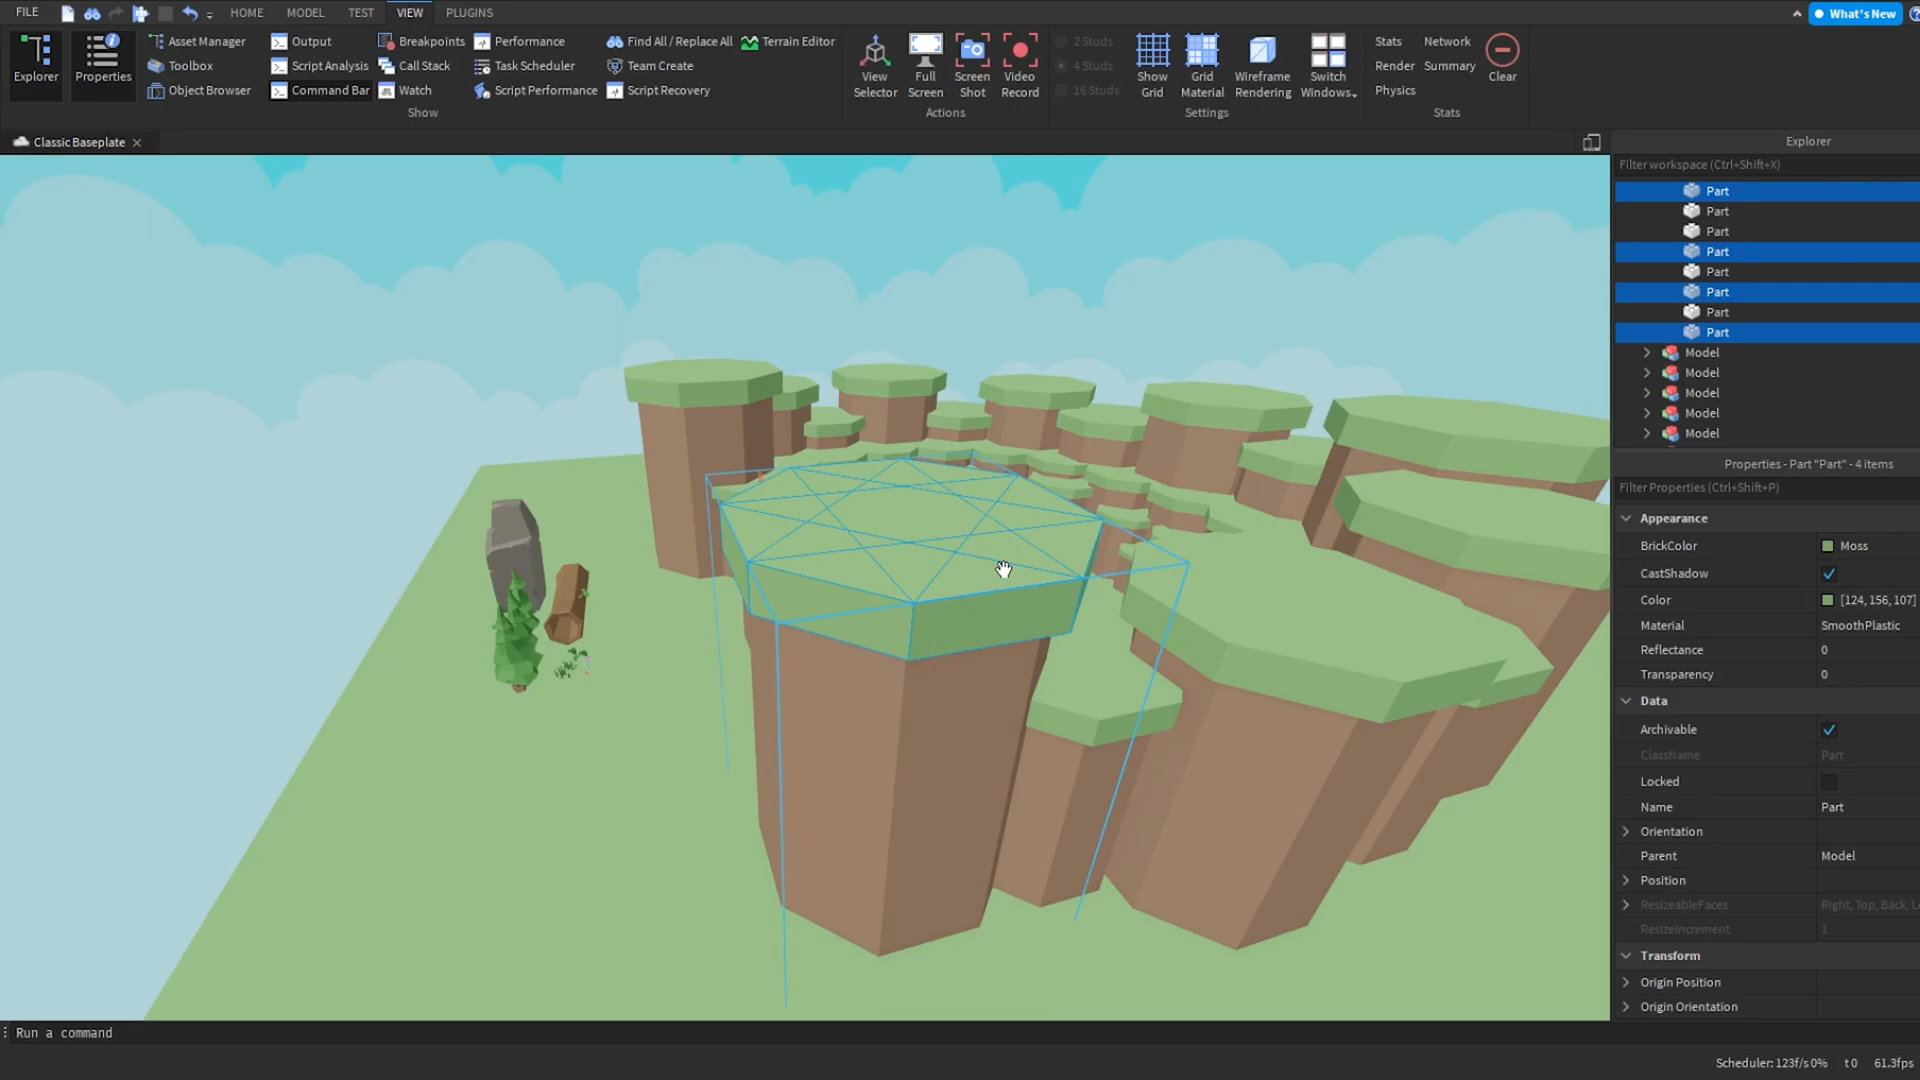 FILE HOME MODEL TEST VIEW PLUGINS What's New
Explorer
Properties
Asset Manager
Toolbox
Object Browser
Output
Script Analysis
Command Bar
Breakpoints
Call Stack
Watch
Performance
Task Scheduler
Script Performance
Find All / Replace All
Team Create
Script Recovery
Terrain Editor
Show
View
Selector
Full
Screen
Screen
Shot
Video
Record
Actions
2 Studs
4 Studs
16 Studs
Show
Grid
Grid
Material
Wireframe
Rendering
Switch
Windows
Settings
Stats
Render
Physics
Network
Summary
Clear
Stats
Classic Baseplate
Explorer
Filter workspace (Ctrl+Shift+X)
Part
Part
Part
Part
Part
Part
Part
Part
Model
Model
Model
Model
Model
Properties - Part "Part" - 4 items
Filter Properties (Ctrl+Shift+P)
Appearance
BrickColor Moss
CastShadow
Color [124, 156, 107]
Material SmoothPlastic
Reflectance 0
Transparency 0
Data
Archivable
ClassName Part
Locked
Name Part
Orientation
Parent Model
Position
ResizeableFaces Right, Top, Back,
ResizeIncrement 1
Transform
Origin Position
Origin Orientation
Run a command
Scheduler: 123f/s 0% t 0 61.3fps